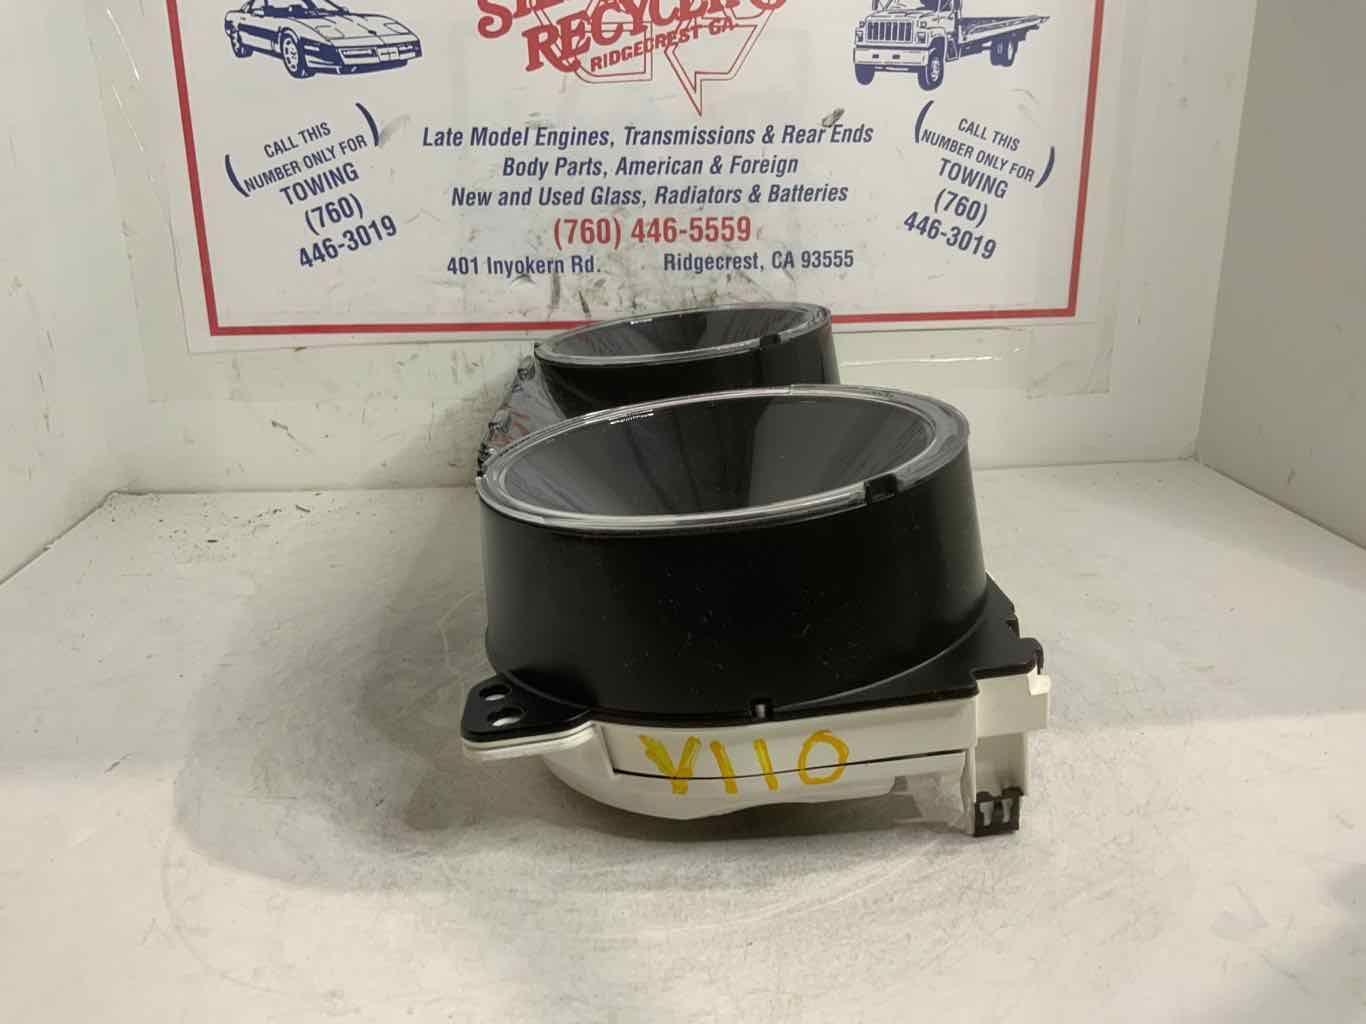 RECYCLERS
RIDGECREST CA.
CALL THIS
NUMBER ONLY FOR
TOWING
(760)
446-3019
Late Model Engines, Transmissions & Rear Ends
Body Parts, American & Foreign
New and Used Glass, Radiators & Batteries
(760) 446-5559
401 Inyokern Rd. Ridgecrest, CA 93555
CALL THIS
NUMBER ONLY FOR
TOWING
(760)
446-3019
Y110